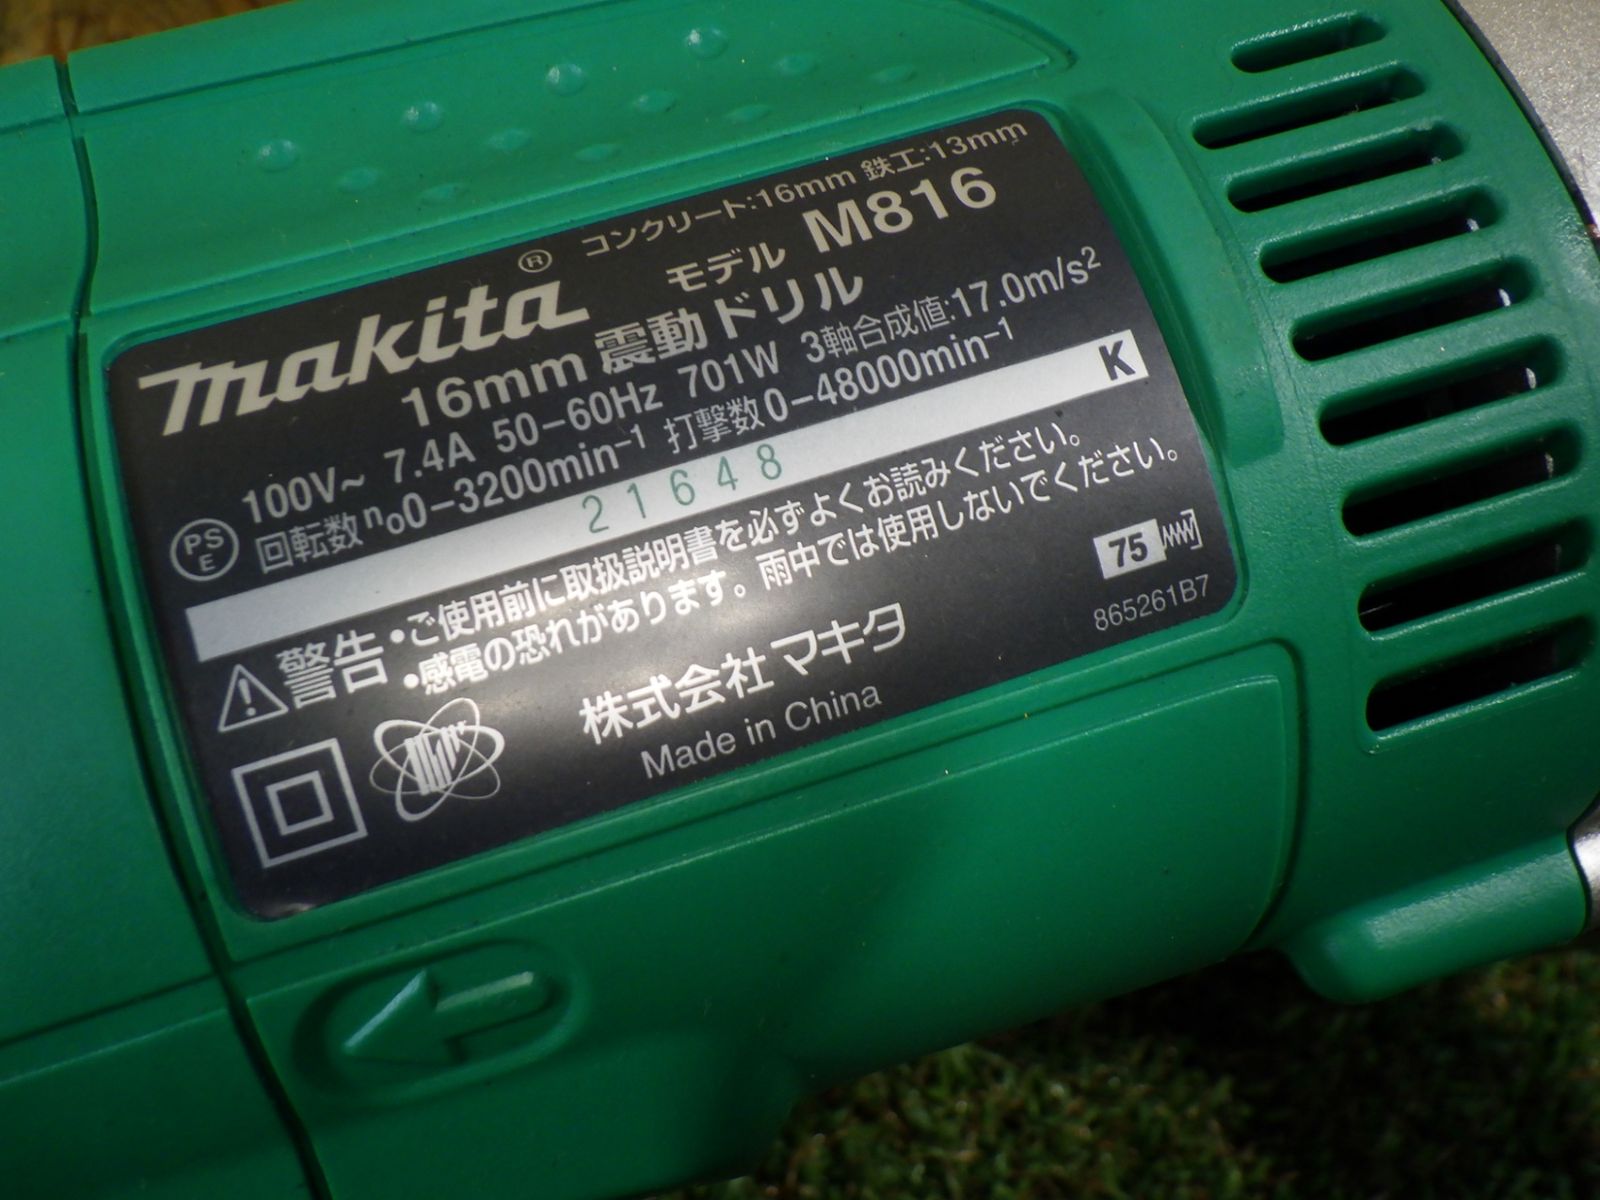 makita® コンクリート:16mm 鉄工:13mm
モデル M816
16mm 震動ドリル
100V~ 7.4A 50-60Hz 701W 3軸合成値:17.0m/s²
回転数 n₀0-3200min⁻¹ 打撃数 0-48000min⁻¹
21648 K
PS
E
警告 •ご使用前に取扱説明書を必ずよくお読みください。
•感電の恐れがあります。雨中では使用しないでください。
株式会社マキタ
Made in China
75
865261B7